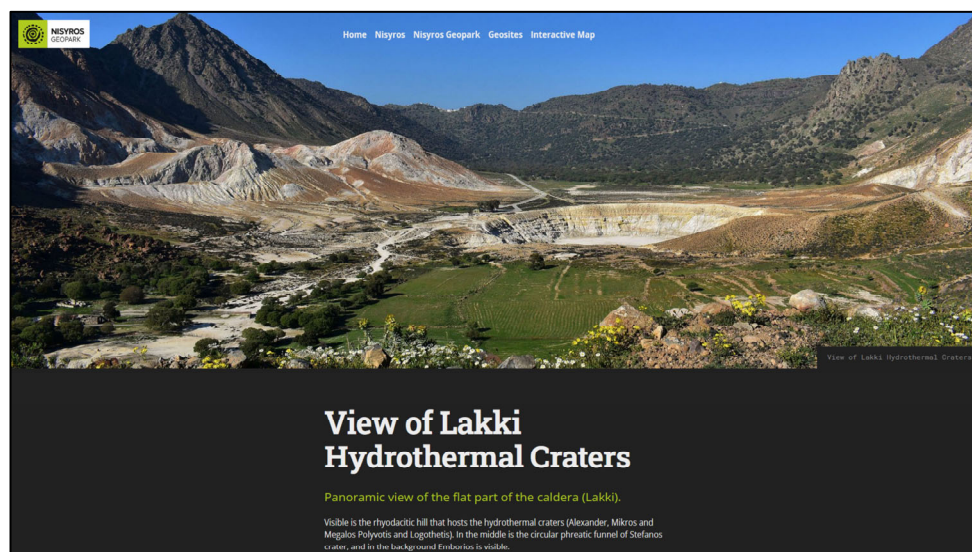 NISYROS
GEOPARK
Home Nisyros Nisyros Geopark Geosites Interactive Map
View of Lakki Hydrothermal Craters
View of Lakki
Hydrothermal Craters
Panoramic view of the flat part of the caldera (Lakki).
Visible is the rhyodacitic hill that hosts the hydrothermal craters (Alexander, Mikros and
Megalos Polyvotis and Logothetis). In the middle is the circular phreatic funnel of Stefanos
crater, and in the background Emborios is visible.